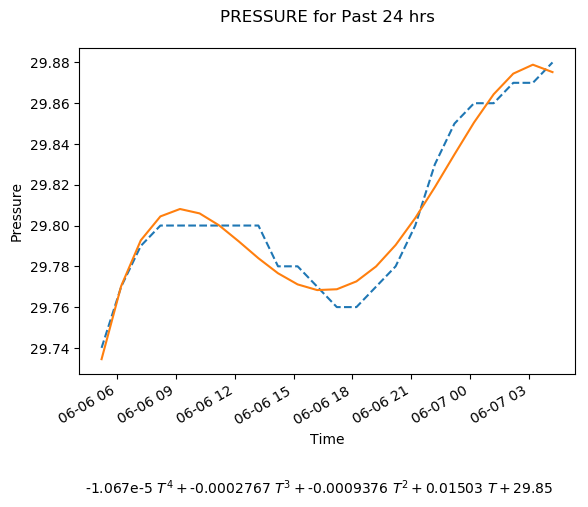 PRESSURE for Past 24 hrs
29.88
29.86
29.84
29.82
29.80
29.78
29.76
29.74
Pressure
06-06 06 06-06 09 06-06 12 06-06 15 06-06 18 06-06 21 06-07 00 06-07 03
Time
-1.067e-5 T⁴ + -0.0002767 T³ + -0.0009376 T² + 0.01503 T + 29.85